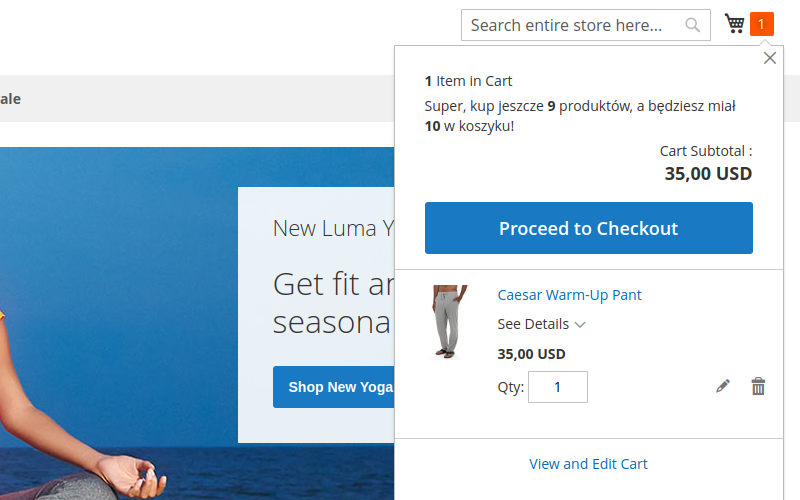 Search entire store here...
1
ale
1 Item in Cart
Super, kup jeszcze 9 produktów, a będziesz miał
10 w koszyku!
Cart Subtotal :
35,00 USD
Proceed to Checkout
New Luma Y
Get fit ar
seasona
Shop New Yoga
Caesar Warm-Up Pant
See Details
35,00 USD
Qty: 1
View and Edit Cart